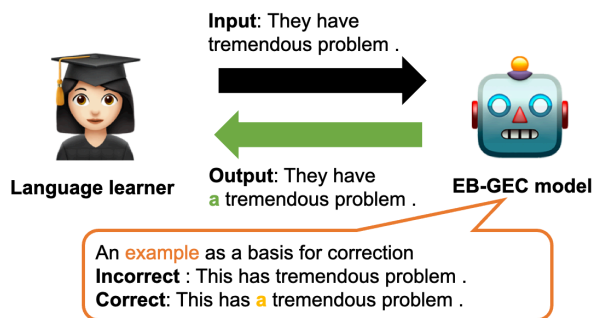 Input: They have
tremendous problem .
Language learner
Output: They have
a tremendous problem .
EB-GEC model
An example as a basis for correction
Incorrect : This has tremendous problem .
Correct: This has a tremendous problem .